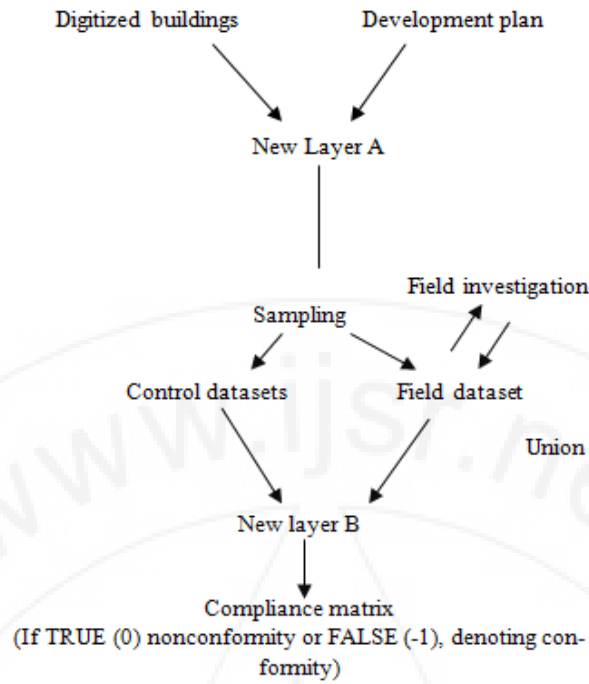 Digitized buildings
Development plan
New Layer A
Field investigation
Sampling
Control datasets
Field dataset
Union
New layer B
Compliance matrix
(If TRUE (0) nonconformity or FALSE (-1), denoting con-
formity)
www.ijsr.ne